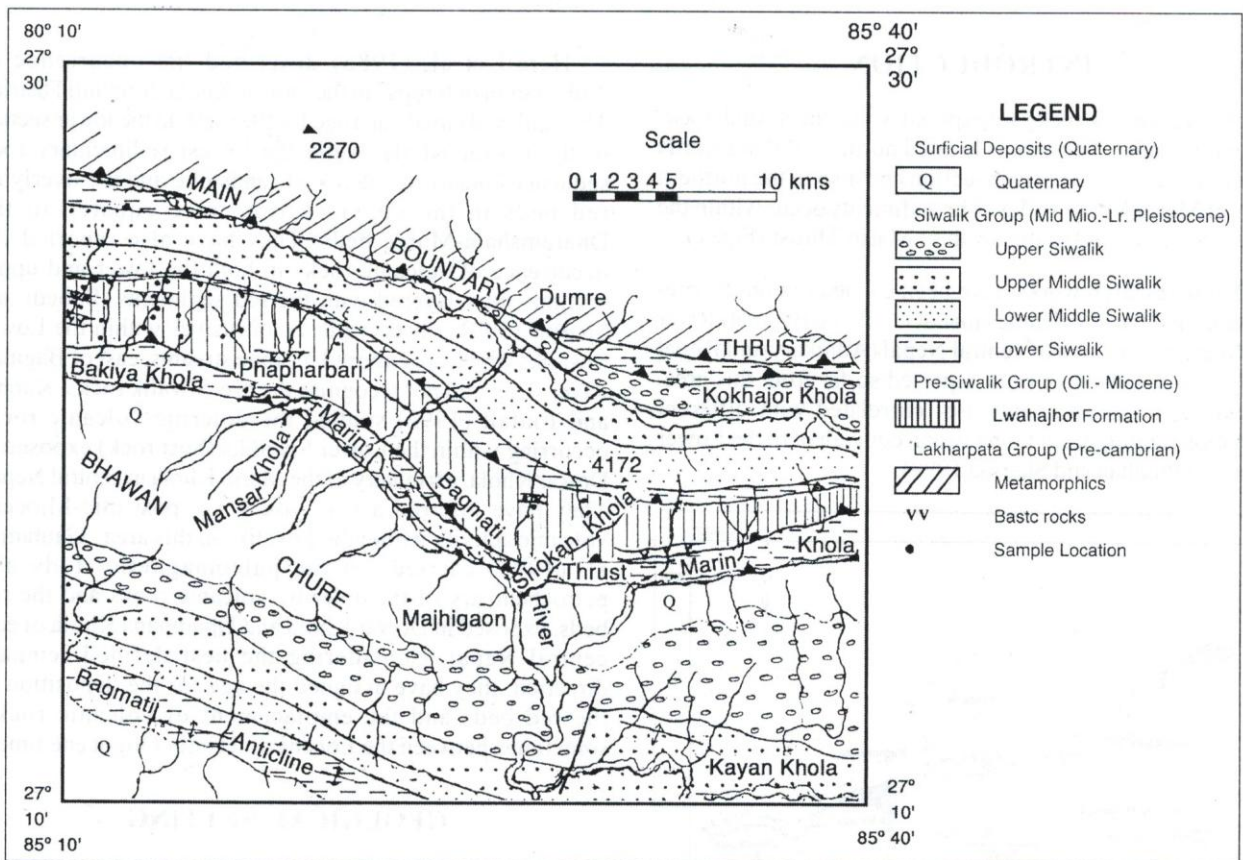 80° 10'
85° 40'
27°
30'
27°
30'
2270
Scale
0 1 2 3 4 5 10 kms
MAIN
BOUNDARY
Dumre
THRUST
Phapharbari
Bakiya Khola
Kokhajor Khola
Q
Marin
4172
BHAWAN
Mansar Khola
Bagmati
Shotan Khola
Khola
Thrust
Marin
CHURE
Q
Majhigaon
River
Bagmatij
Anticline
Q
Kayan Khola
27°
10'
85° 10'
27°
10'
85° 40'
LEGEND
Surficial Deposits (Quaternary)
Q Quaternary
Siwalik Group (Mid Mio.-Lr. Pleistocene)
Upper Siwalik
Upper Middle Siwalik
Lower Middle Siwalik
Lower Siwalik
Pre-Siwalik Group (Oli.- Miocene)
Lwahajhor Formation
Lakharpata Group (Pre-cambrian)
Metamorphics
VV Bastc rocks
Sample Location